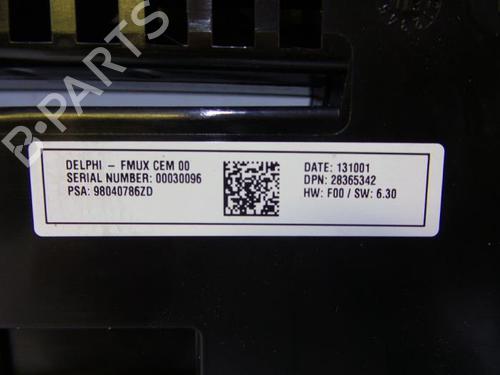 DELPHI - FMUX CEM 00
SERIAL NUMBER: 00030096
PSA: 98040786ZD
DATE: 131001
DPN: 28365342
HW: F00 / SW: 6.30
B-PARTS